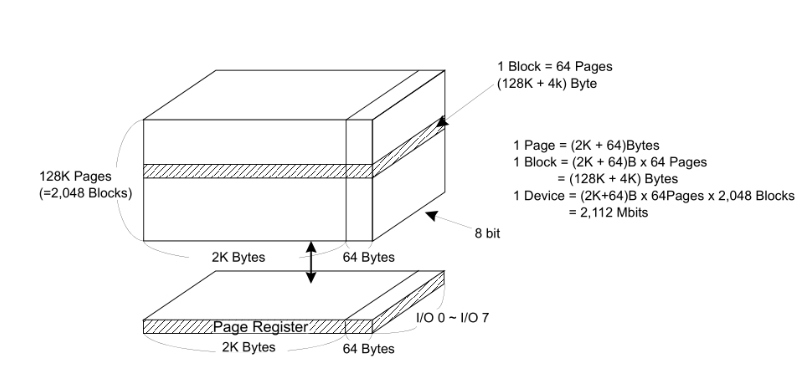 1 Block = 64 Pages
(128K + 4k) Byte
1 Page = (2K + 64)Bytes
1 Block = (2K + 64)B x 64 Pages
= (128K + 4K) Bytes
1 Device = (2K+64)B x 64Pages x 2,048 Blocks
= 2,112 Mbits
128K Pages
(=2,048 Blocks)
8 bit
2K Bytes
64 Bytes
Page Register
I/O 0 ~ I/O 7
2K Bytes
64 Bytes